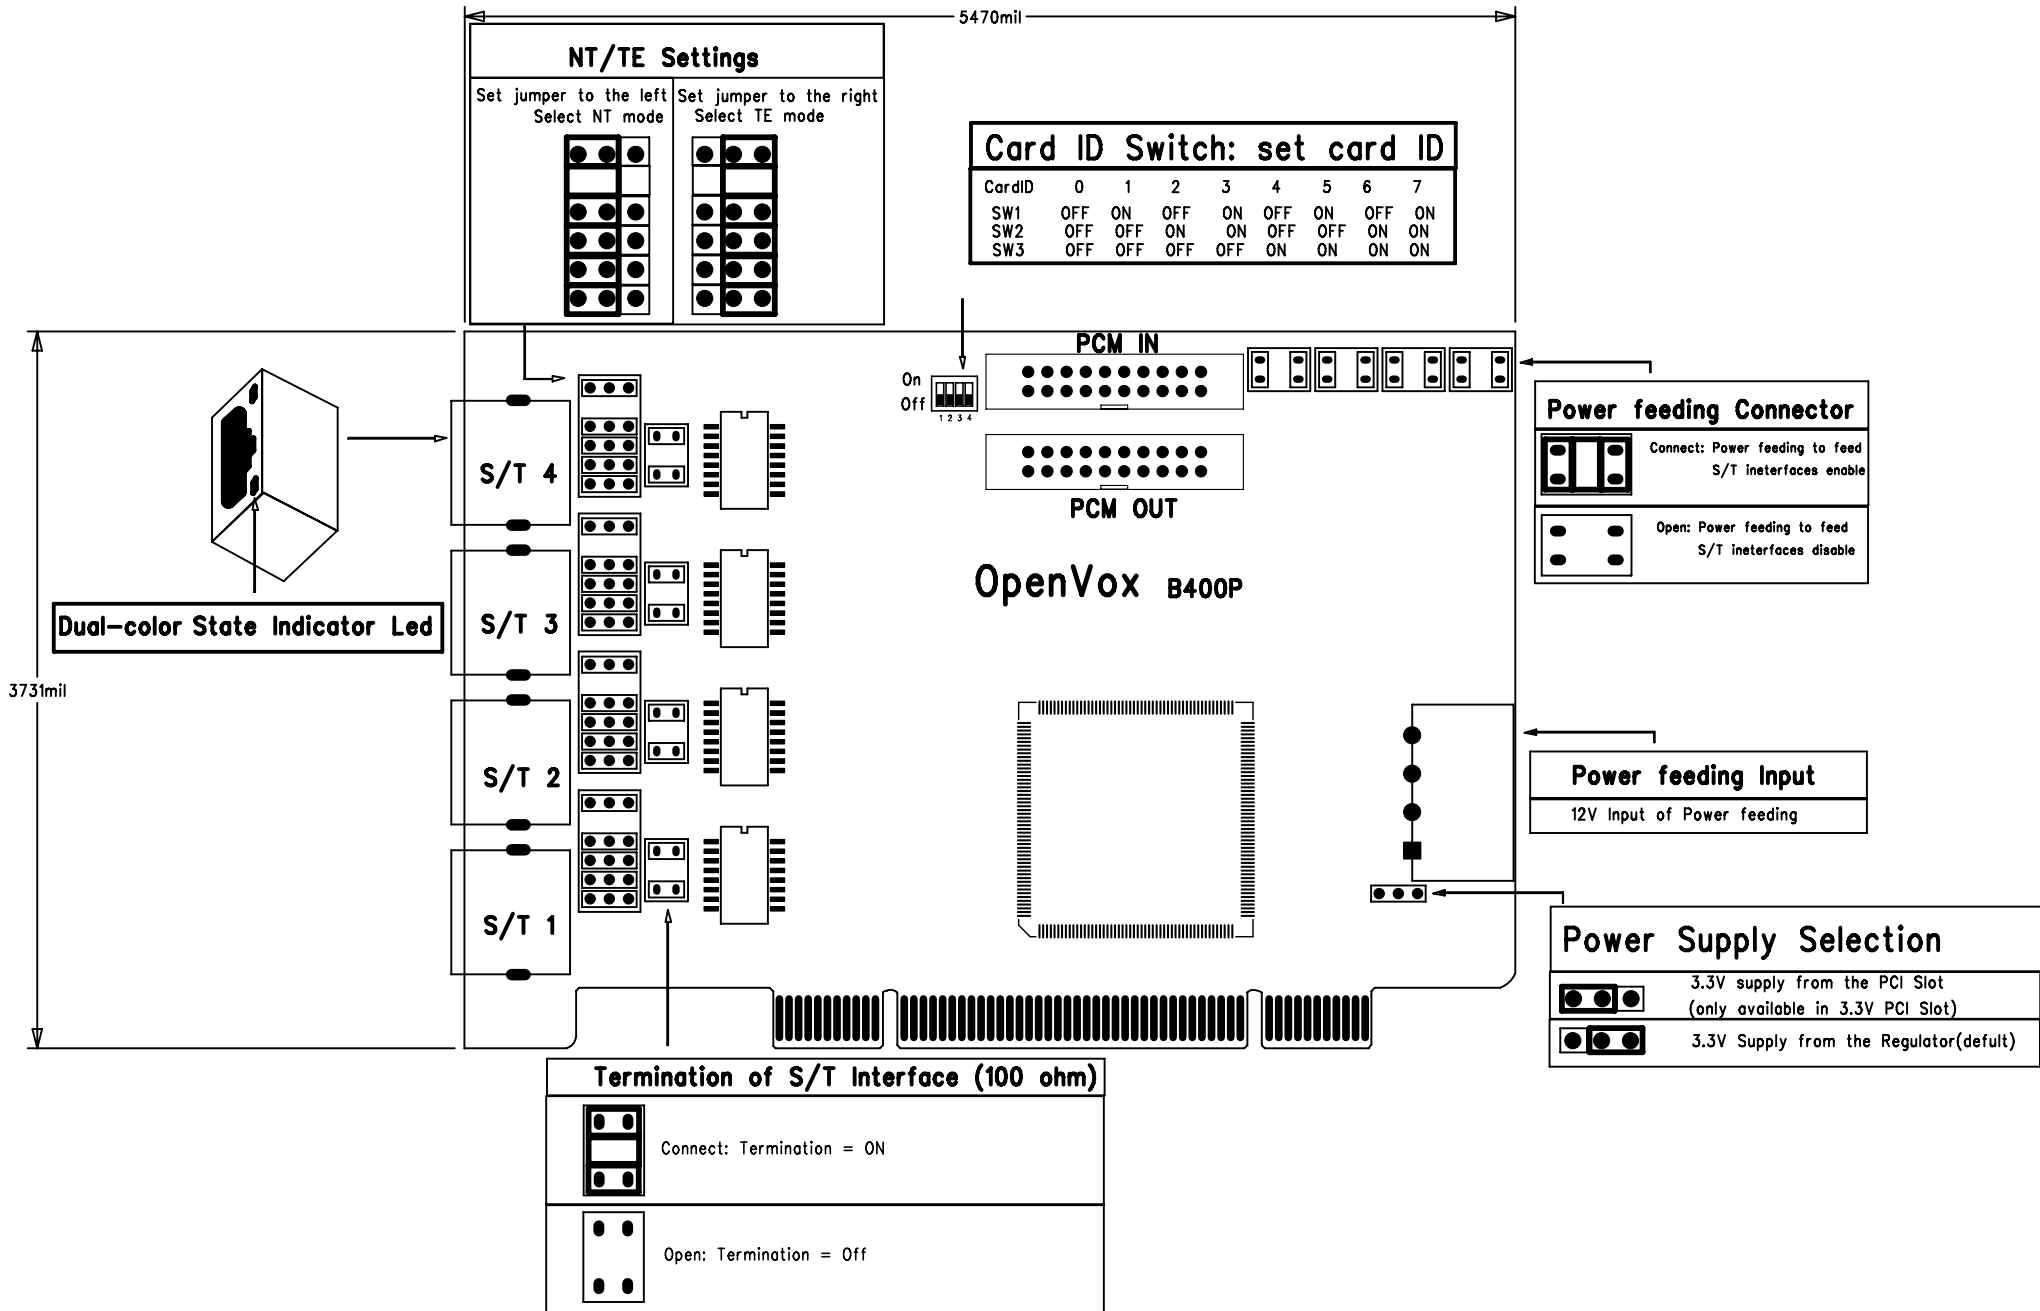 5470mil
NT/TE Settings
Set jumper to the left
Select NT mode
Set jumper to the right
Select TE mode
Card ID Switch: set card ID
CardID 0 1 2 3 4 5 6 7
SW1 OFF ON OFF ON OFF ON OFF ON
SW2 OFF OFF ON ON OFF OFF ON ON
SW3 OFF OFF OFF OFF ON ON ON ON
PCM IN
On
Off
1 2 3 4
PCM OUT
Power feeding Connector
Connect: Power feeding to feed
S/T ineterfaces enable
Open: Power feeding to feed
S/T ineterfaces disable
S/T 4
OpenVox B400P
Dual-color State Indicator Led
S/T 3
3731mil
S/T 2
Power feeding Input
12V Input of Power feeding
S/T 1
Power Supply Selection
3.3V supply from the PCI Slot
(only available in 3.3V PCI Slot)
3.3V Supply from the Regulator(defult)
Termination of S/T Interface (100 ohm)
Connect: Termination = ON
Open: Termination = Off